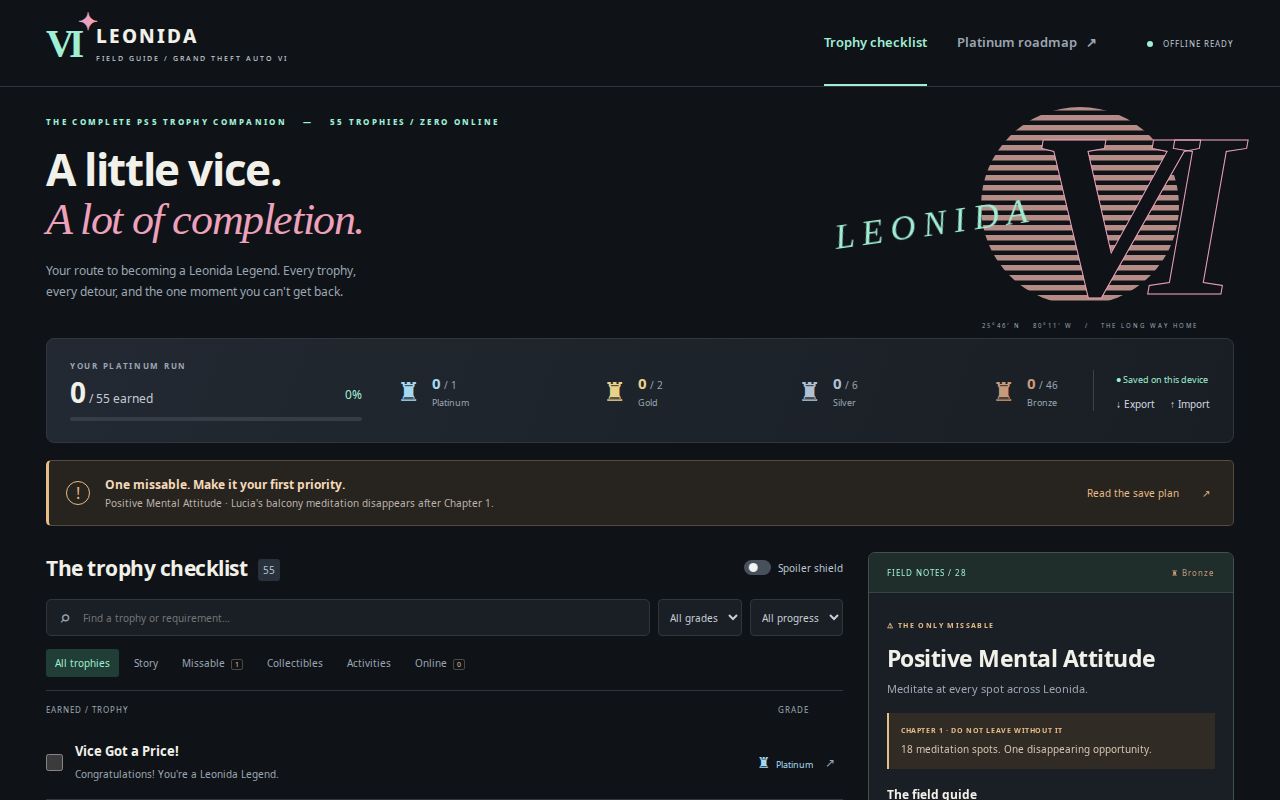 VI LEONIDA
FIELD GUIDE / GRAND THEFT AUTO VI
Trophy checklist
Platinum roadmap ↗
OFFLINE READY
THE COMPLETE PS5 TROPHY COMPANION — 55 TROPHIES / ZERO ONLINE
A little vice.
A lot of completion.
Your route to becoming a Leonida Legend. Every trophy,
every detour, and the one moment you can't get back.
VI
LEONIDA
25°46' N 80°11' W / THE LONG WAY HOME
YOUR PLATINUM RUN
0 / 55 earned
0%
0 / 1
Platinum
0 / 2
Gold
0 / 6
Silver
0 / 46
Bronze
Saved on this device
↓ Export ↑ Import
!
One missable. Make it your first priority.
Positive Mental Attitude · Lucia's balcony meditation disappears after Chapter 1.
Read the save plan ↗
The trophy checklist 55
Spoiler shield
Find a trophy or requirement...
All grades
All progress
All trophies Story Missable 1 Collectibles Activities Online 0
EARNED / TROPHY
GRADE
Vice Got a Price!
Congratulations! You're a Leonida Legend.
Platinum ↗
FIELD NOTES / 28
Bronze
⚠ THE ONLY MISSABLE
Positive Mental Attitude
Meditate at every spot across Leonida.
CHAPTER 1 · DO NOT LEAVE WITHOUT IT
18 meditation spots. One disappearing opportunity.
The field guide